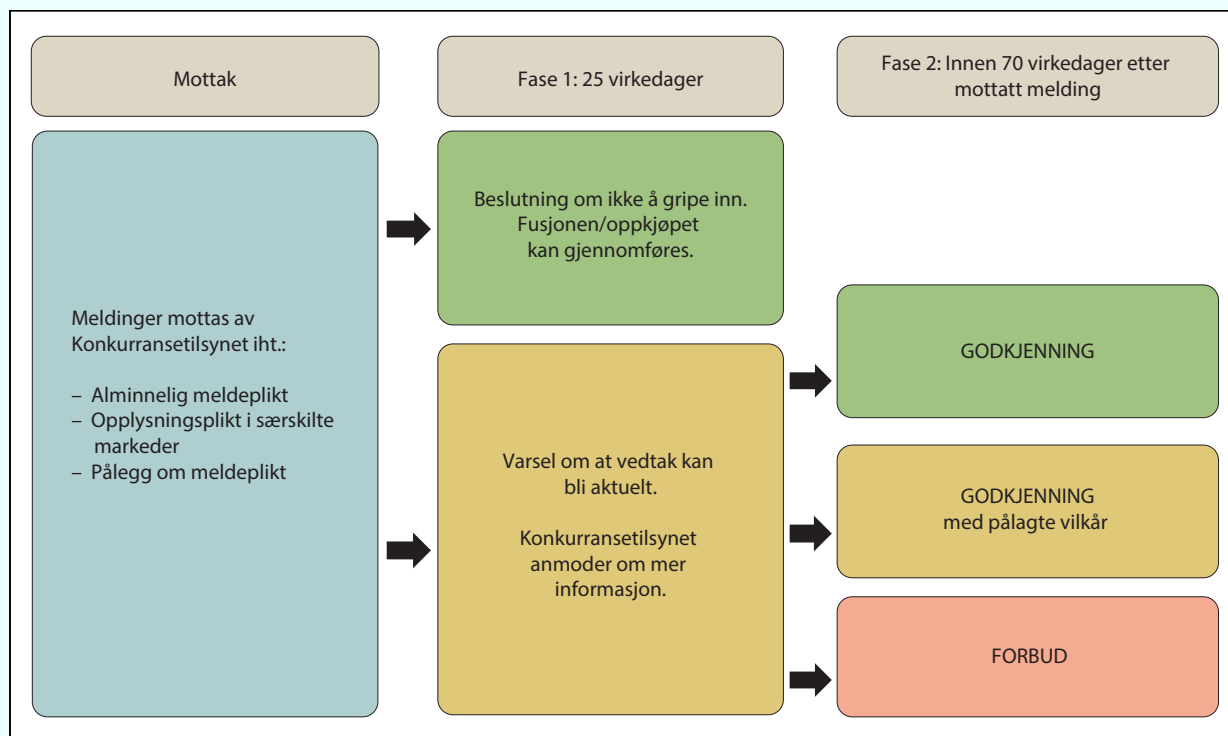 Mottak
Fase 1: 25 virkedager
Fase 2: Innen 70 virkedager etter
mottatt melding
Meldinger mottas av
Konkurransetilsynet iht.:
– Alminnelig meldeplikt
– Opplysningsplikt i særskilte
markeder
– Pålegg om meldeplikt
Beslutning om ikke å gripe inn.
Fusjonen/oppkjøpet
kan gjennomføres.
Varsel om at vedtak kan
bli aktuelt.
Konkurransetilsynet
anmoder om mer
informasjon.
GODKJENNING
GODKJENNING
med pålagte vilkår
FORBUD